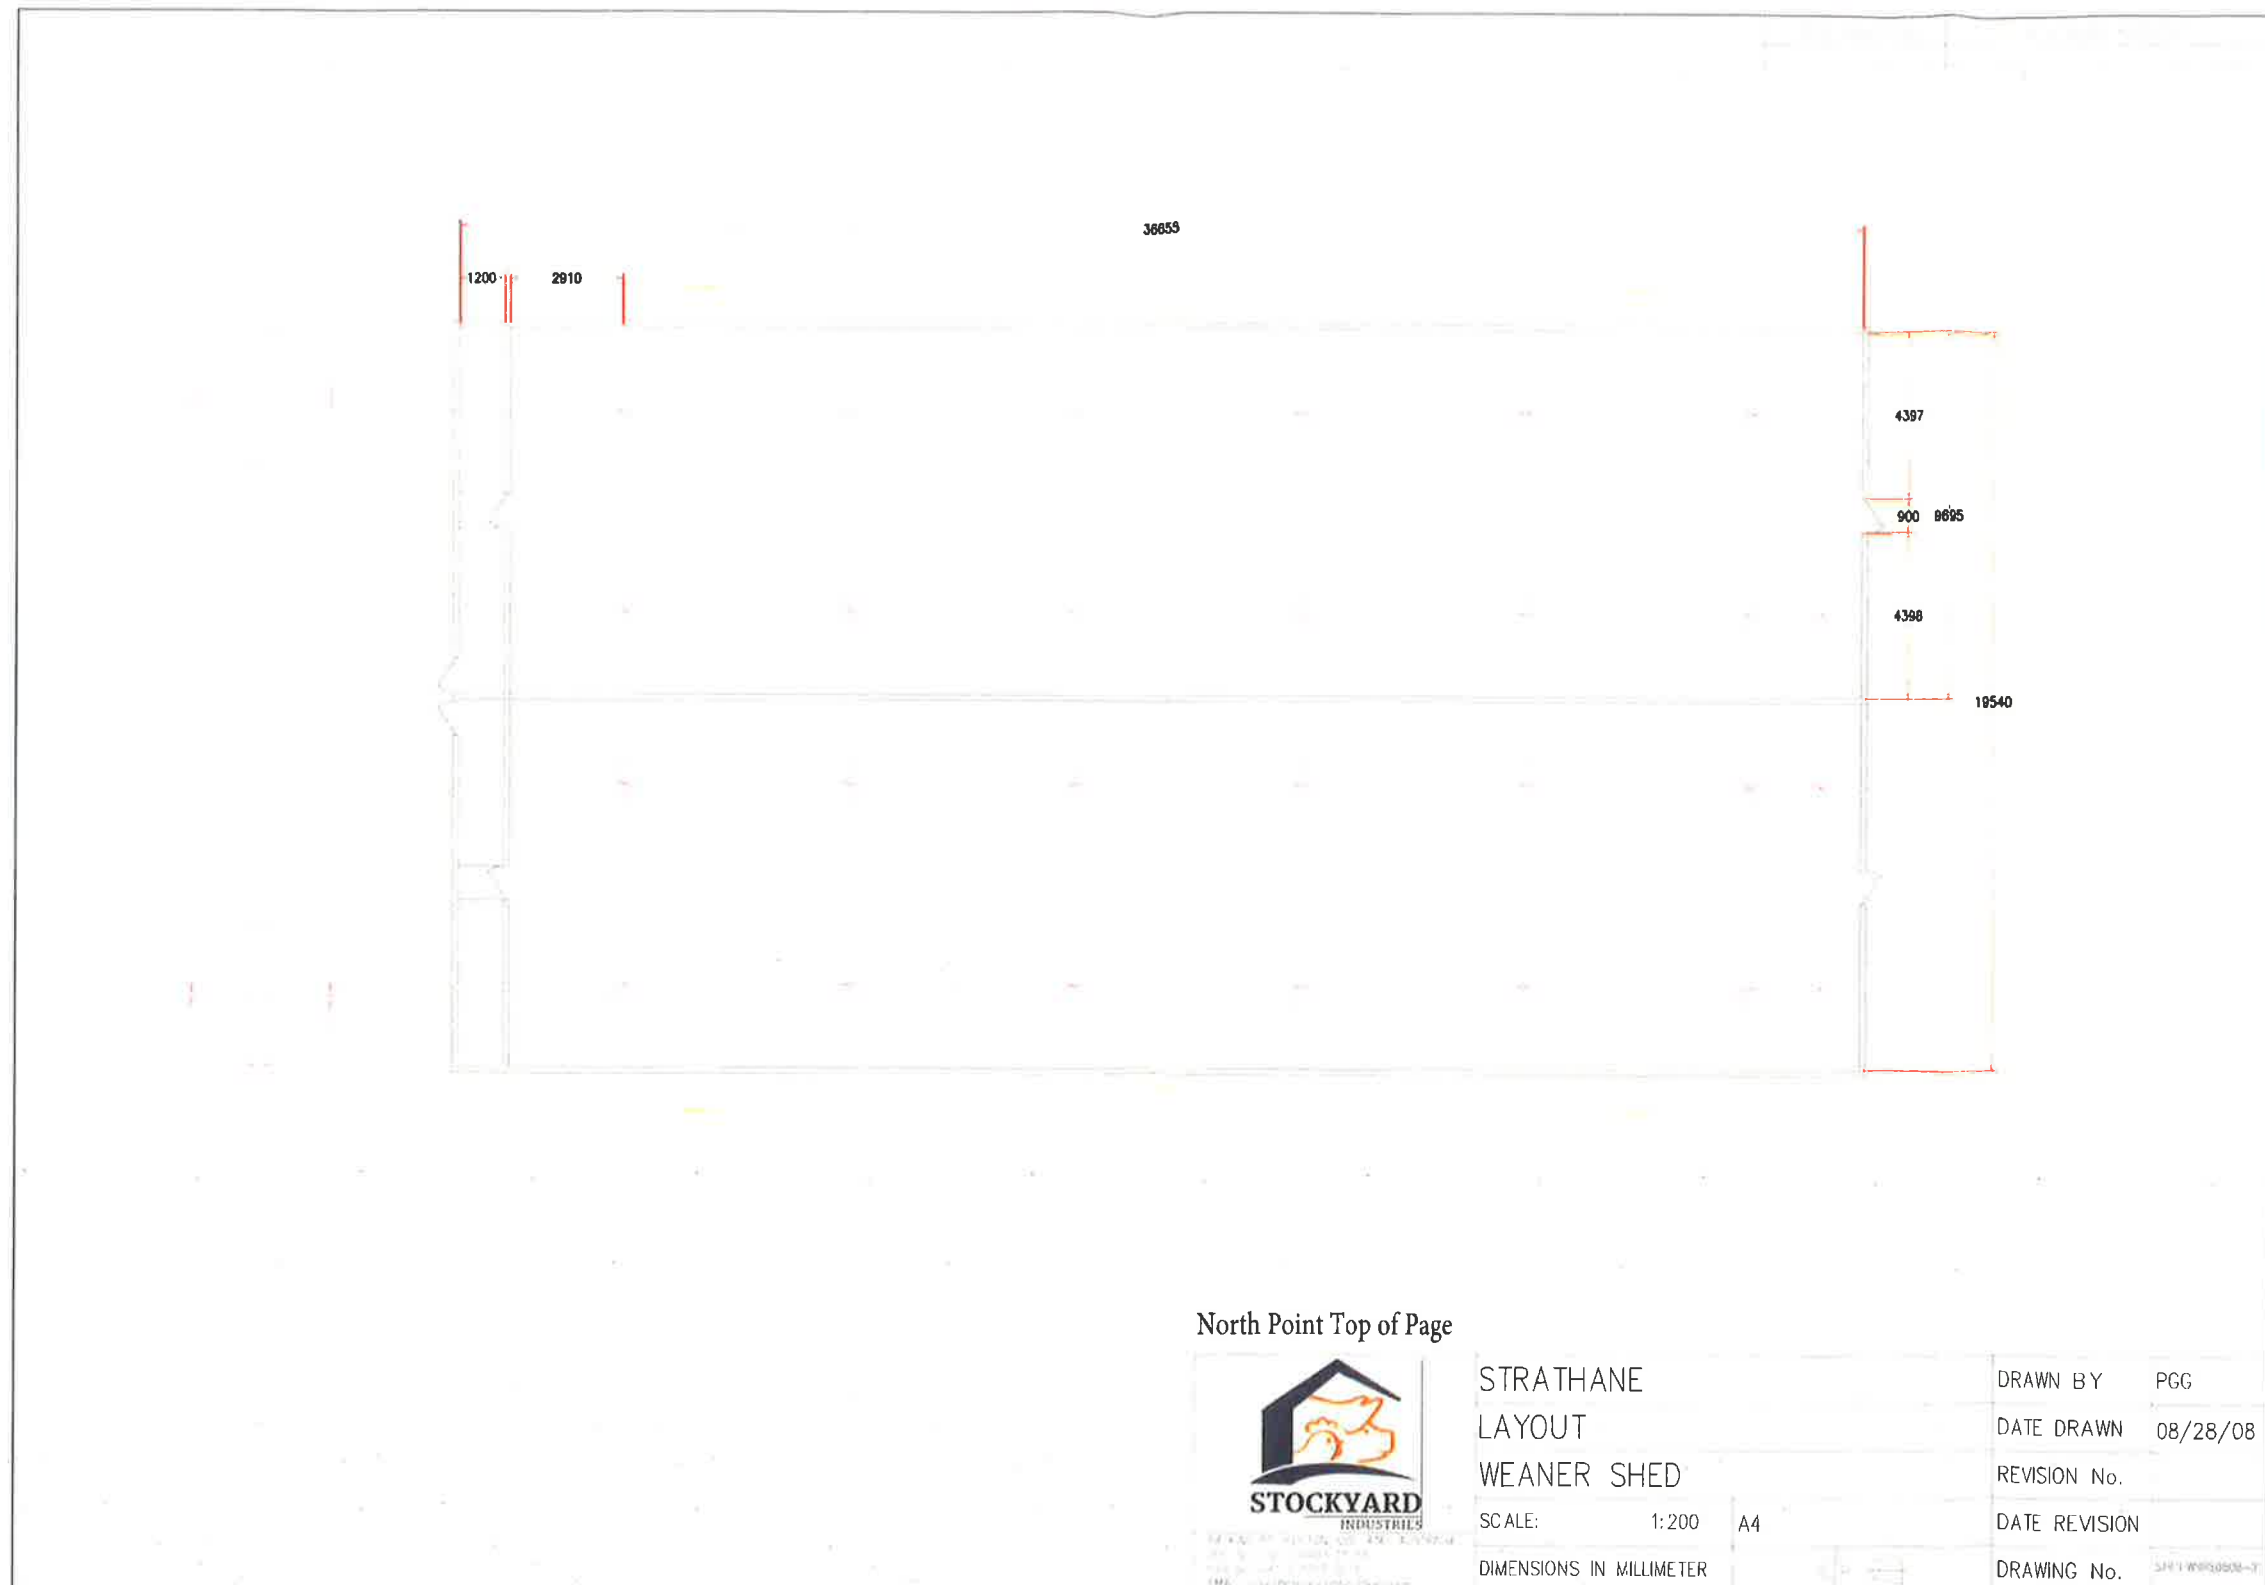 36655
1200
2910
4397
900 9695
4398
19540
North Point Top of Page
STOCKYARD
INDUSTRIES
STRATHANE
LAYOUT
WEANER SHED
SCALE: 1:200 A4
DIMENSIONS IN MILLIMETER
DRAWN BY PGG
DATE DRAWN 08/28/08
REVISION No.
DATE REVISION
DRAWING No.